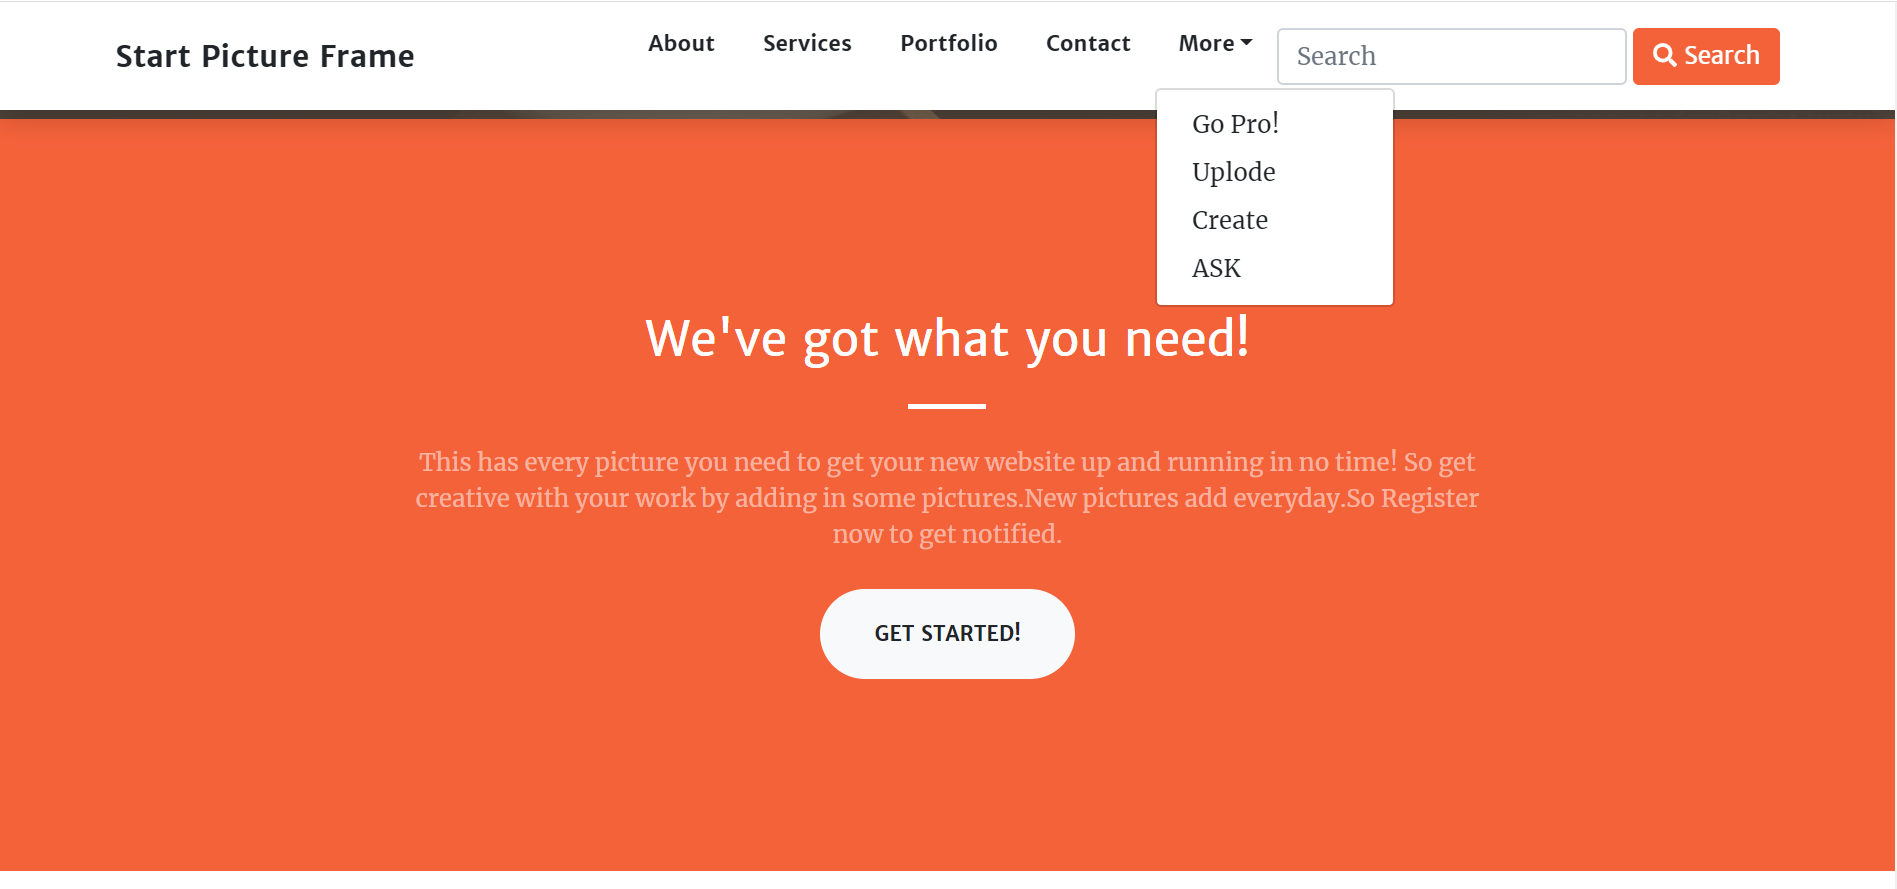 Start Picture Frame
About Services Portfolio Contact More Search Search
Go Pro!
Uplode
Create
ASK
We've got what you need!
This has every picture you need to get your new website up and running in no time! So get
creative with your work by adding in some pictures.New pictures add everyday.So Register
now to get notified.
GET STARTED!